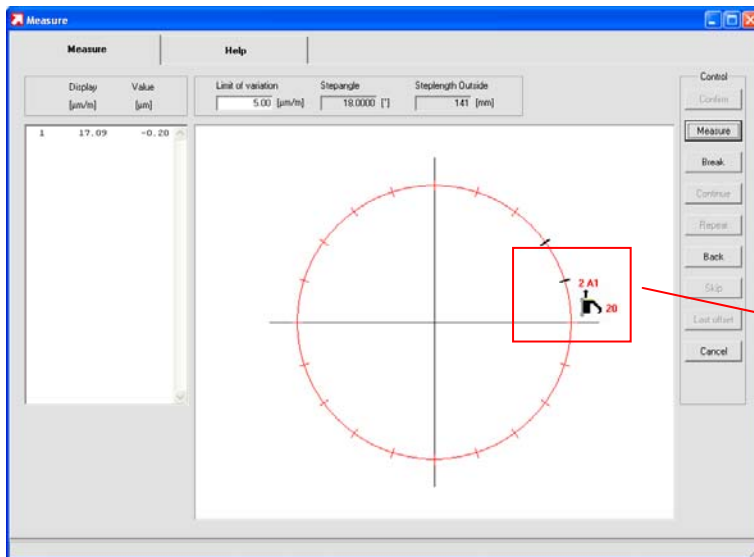 Measure
Measure Help
Display Value
[µm/m] [µm]
1 17.09 -0.20
Limit of variation Stepangle Steplength Outside
5.00 [µm/m] 18.0000 [°] 141 [mm]
2 A1
20
Control
Confirm
Measure
Break
Continue
Repeat
Back
Skip
Last offset
Cancel